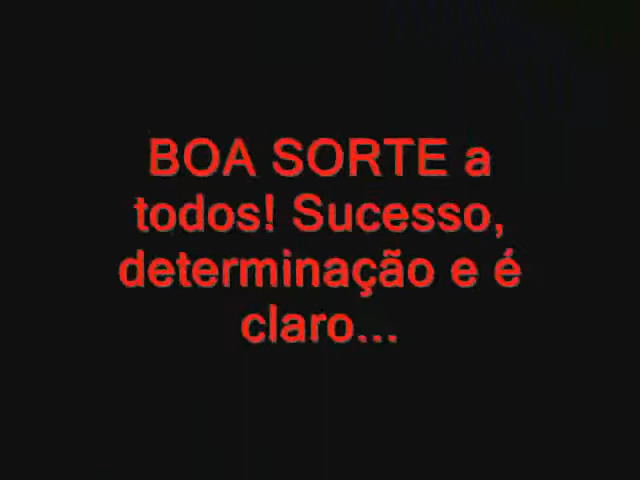 BOA SORTE a
todos! Sucesso,
determinação e é
claro...